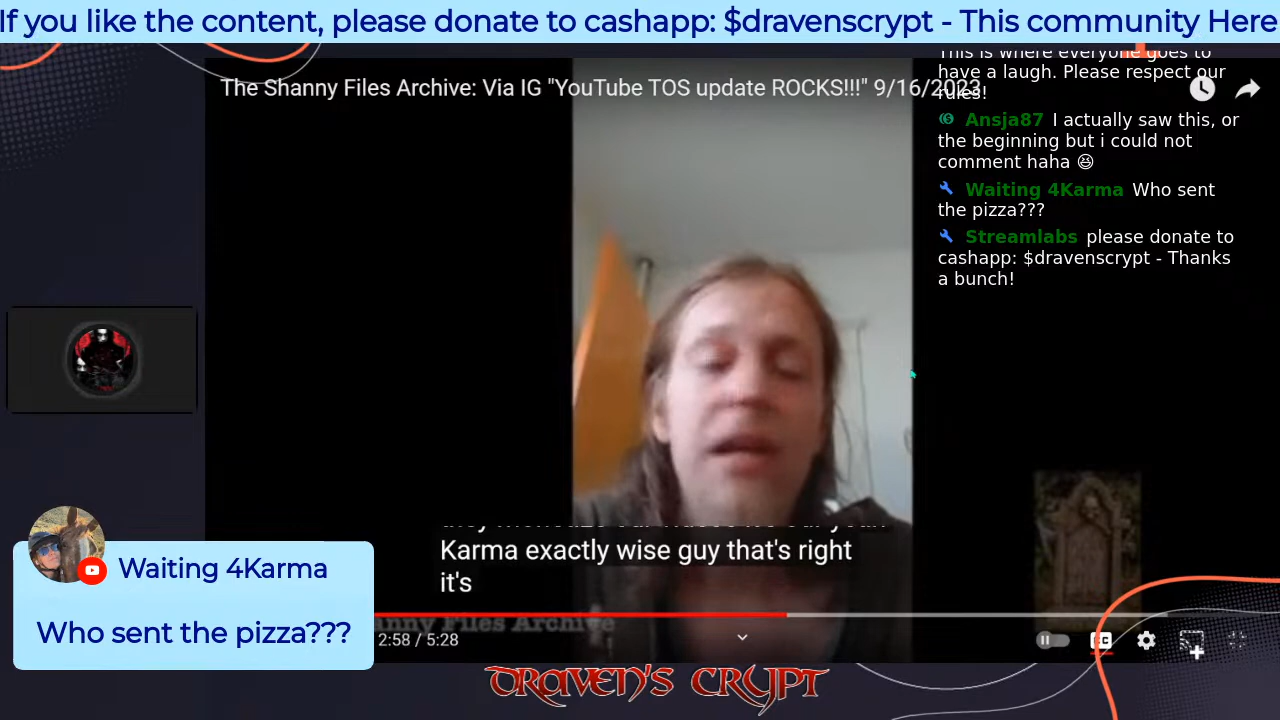 If you like the content, please donate to cashapp: $dravenscrypt - This community Here
The Shanny Files Archive: Via IG "YouTube TOS update ROCKS!!!" 9/16/2023
This is where everyone goes to
have a laugh. Please respect our
rules!
Ansja87 I actually saw this, or
the beginning but i could not
comment haha 😆
Waiting 4Karma Who sent
the pizza???
Streamlabs please donate to
cashapp: $dravenscrypt - Thanks
a bunch!
Karma exactly wise guy that's right
it's
Waiting 4Karma
Who sent the pizza???
anny Files Archive
2:58 / 5:28
CC
DRAVEN'S CRYPT